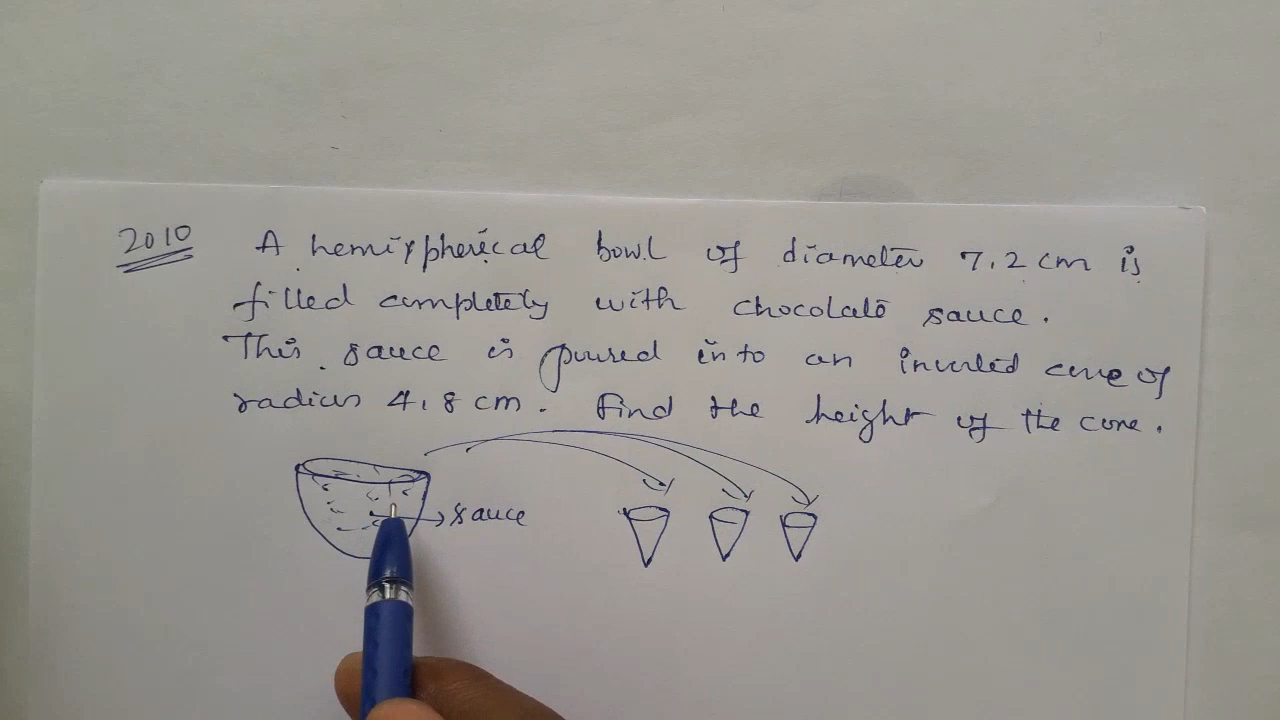 2010 A hemispherical bowl of diameter 7.2 cm is
filled completely with chocolate sauce.
This sauce is poured into an inverted cone of
radius 4.8 cm. Find the height of the cone.
sauce